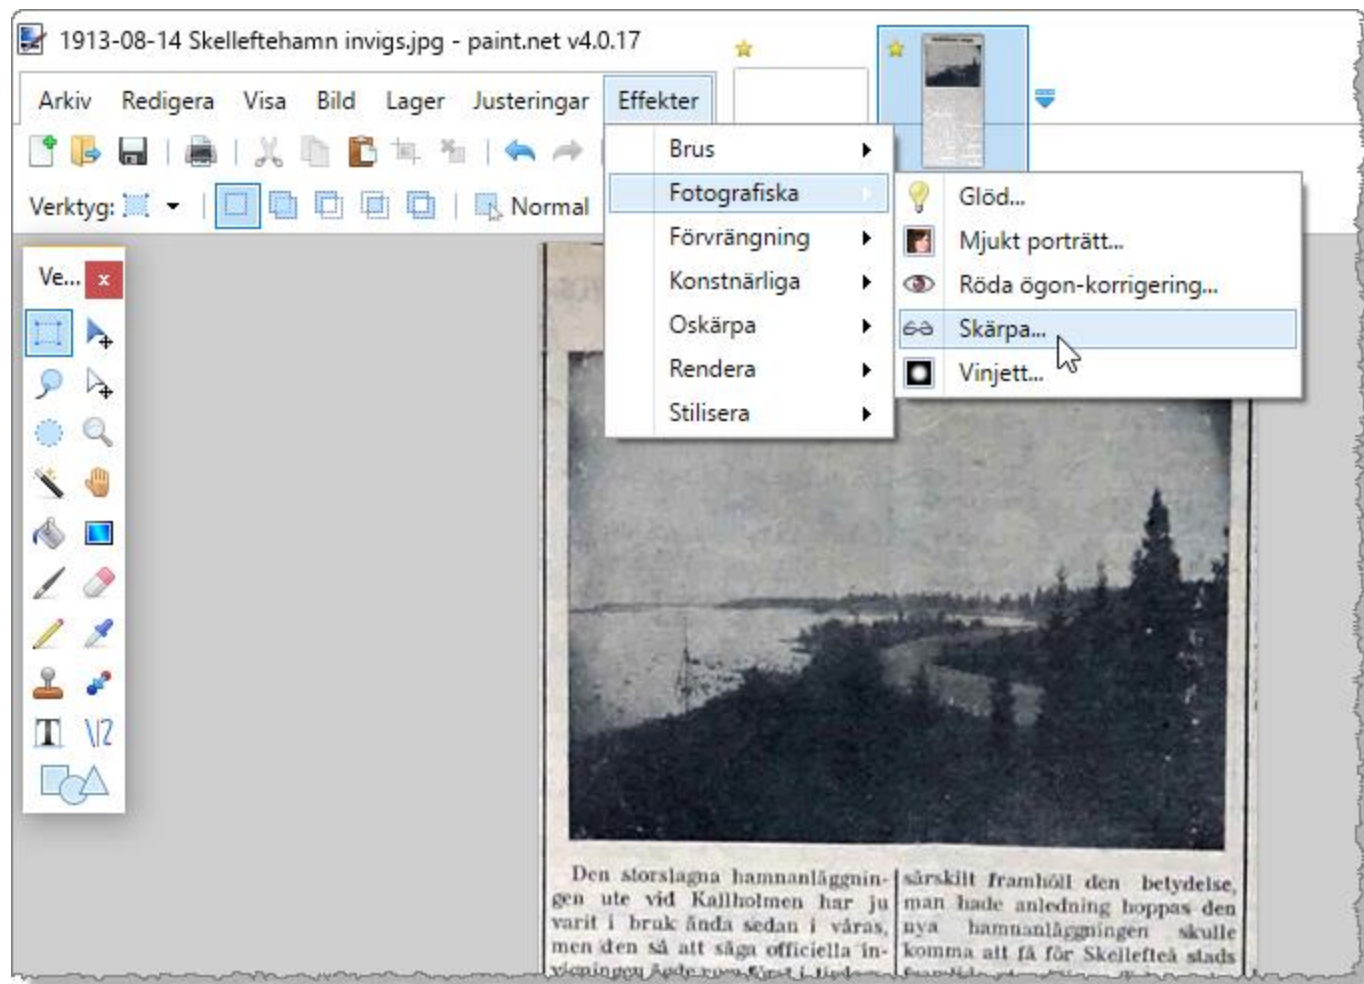 1913-08-14 Skelleftehamn invigs.jpg - paint.net v4.0.17
Arkiv Redigera Visa Bild Lager Justeringar Effekter
Verktyg: Normal
Ve... x
Brus
Fotografiska
Förvrängning
Konstnärliga
Oskärpa
Rendera
Stilisera
Glöd...
Mjukt porträtt...
Röda ögon-korrigering...
Skärpa...
Vinjett...
Den storslagna hamnanläggnin-
gen ute vid Kallholmen har ju
varit i bruk ända sedan i våras,
men den så att säga officiella in-
särskilt framhöll den betydelse,
man hade anledning hoppas den
nya hamnanläggningen skulle
komma att få för Skellefteå stads